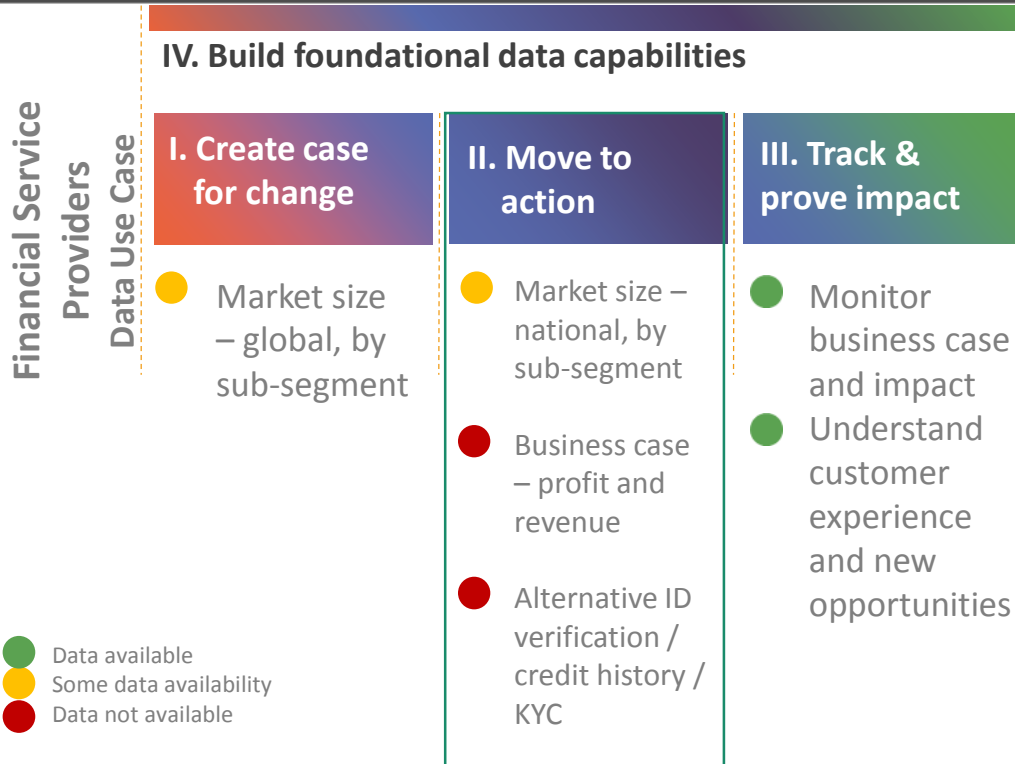 IV. Build foundational data capabilities
Financial Service
Providers
Data Use Case
I. Create case
for change
II. Move to
action
III. Track &
prove impact
Market size
– global, by
sub-segment
Market size –
national, by
sub-segment
Business case
– profit and
revenue
Alternative ID
verification /
credit history /
KYC
Monitor
business case
and impact
Understand
customer
experience
and new
opportunities
Data available
Some data availability
Data not available